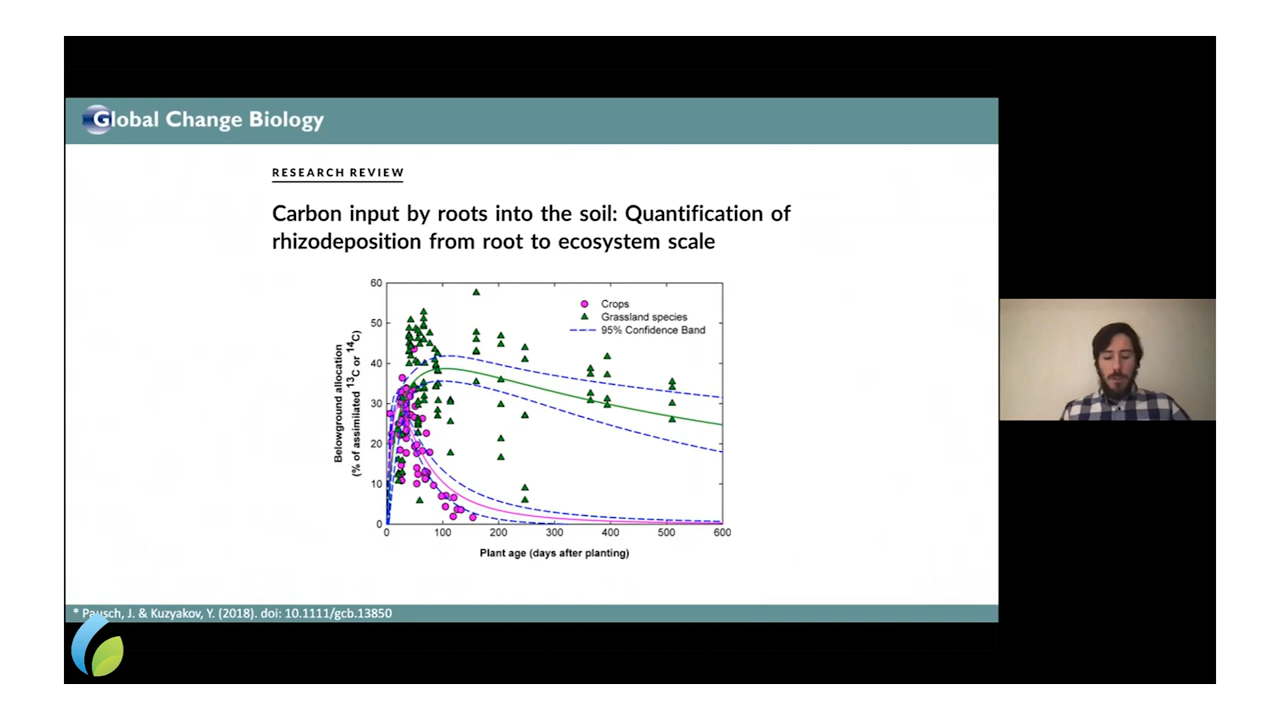 Global Change Biology
RESEARCH REVIEW
Carbon input by roots into the soil: Quantification of
rhizodeposition from root to ecosystem scale
60
50
40
30
20
10
0
Belowground allocation
(% of assimilated ¹³C or ¹⁴C)
Crops
Grassland species
95% Confidence Band
0 100 200 300 400 500 600
Plant age (days after planting)
* Pausch, J. & Kuzyakov, Y. (2018). doi: 10.1111/gcb.13850